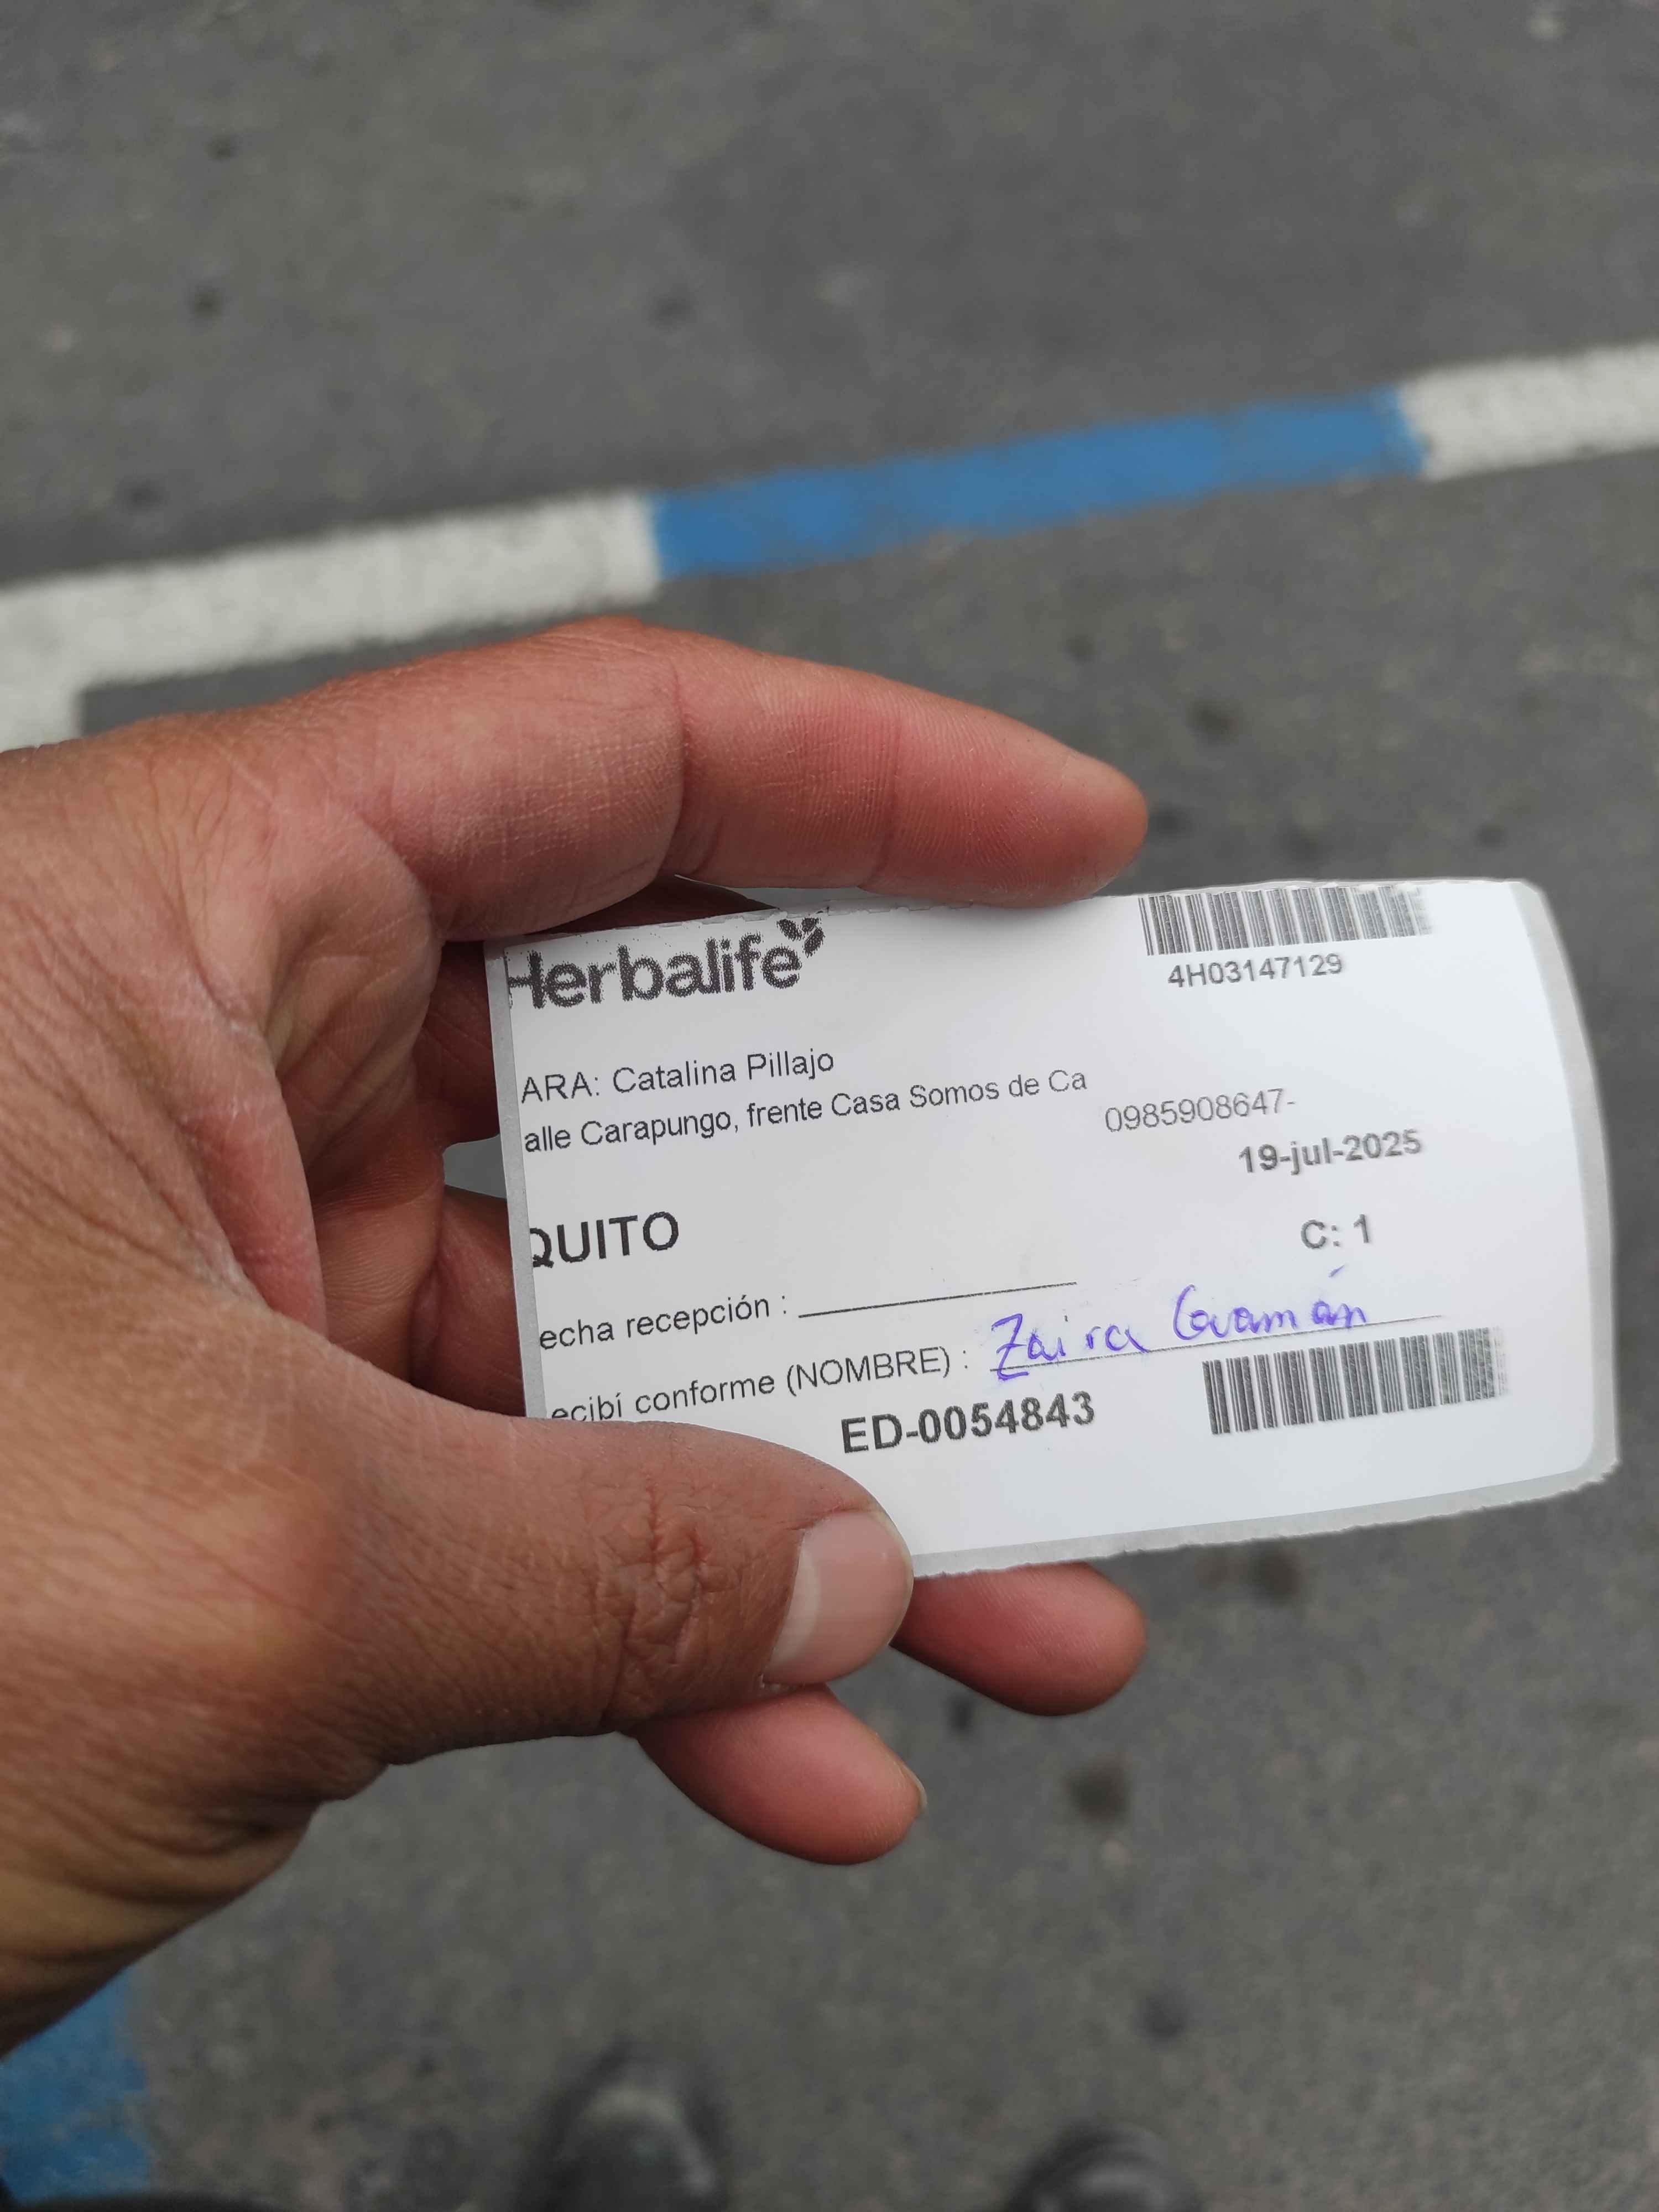 Herbalife
4H03147129
ARA: Catalina Pillajo
alle Carapungo, frente Casa Somos de Ca
0985908647-
19-jul-2025
QUITO
C: 1
echa recepción :
ecibí conforme (NOMBRE) : Zaira Guamán
ED-0054843